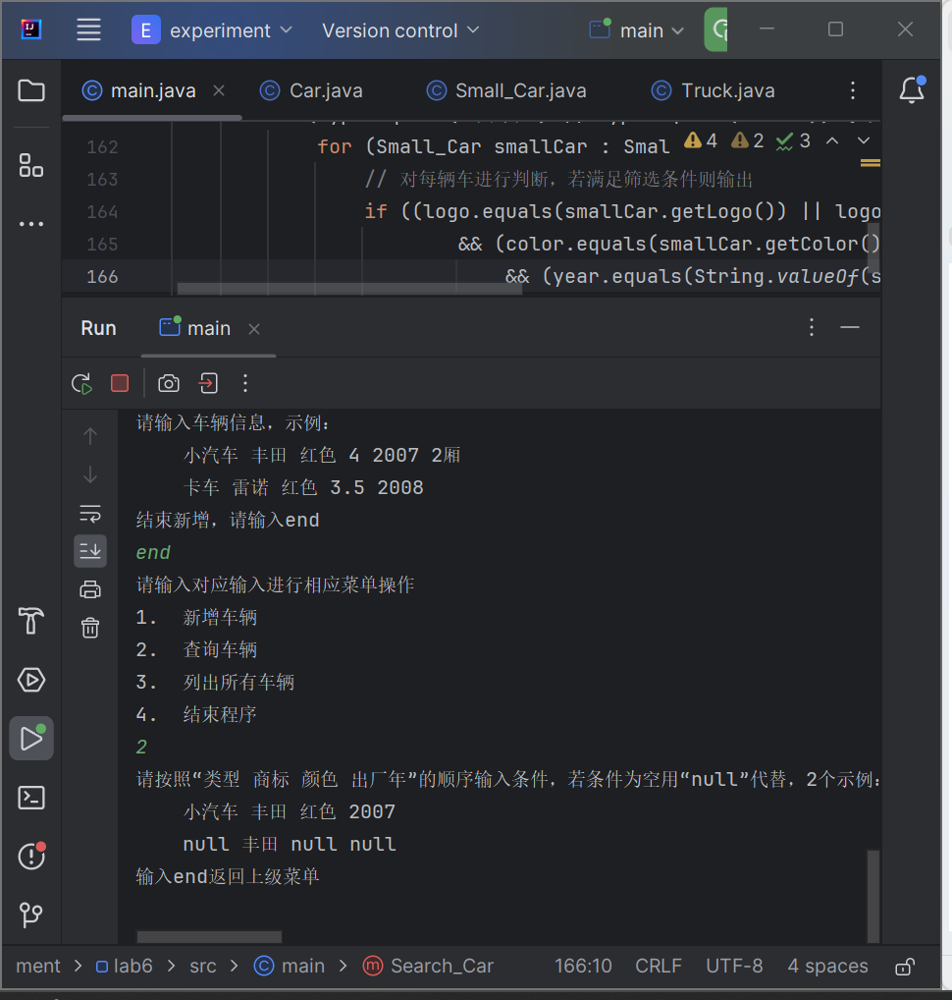 E experiment Version control main
main.java Car.java Small_Car.java Truck.java
162 for (Small_Car smallCar : Smal 4 2 3
163 // 对每辆车进行判断，若满足筛选条件则输出
164 if ((logo.equals(smallCar.getLogo()) || logo
165 && (color.equals(smallCar.getColor()
166 && (year.equals(String.valueOf(s
Run main
请输入车辆信息，示例：
小汽车 丰田 红色 4 2007 2厢
卡车 雷诺 红色 3.5 2008
结束新增，请输入end
end
请输入对应输入进行相应菜单操作
1. 新增车辆
2. 查询车辆
3. 列出所有车辆
4. 结束程序
2
请按照“类型 商标 颜色 出厂年”的顺序输入条件，若条件为空用“null”代替，2个示例：
小汽车 丰田 红色 2007
null 丰田 null null
输入end返回上级菜单
ment > lab6 > src > main > Search_Car 166:10 CRLF UTF-8 4 spaces